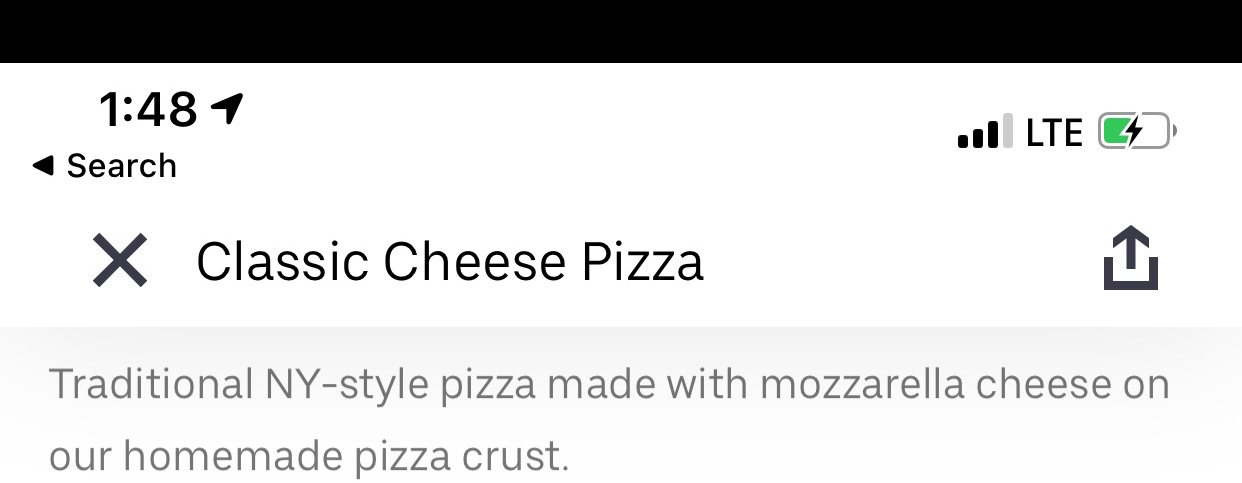 1:48
LTE
Search
Classic Cheese Pizza
Traditional NY-style pizza made with mozzarella cheese on
our homemade pizza crust.